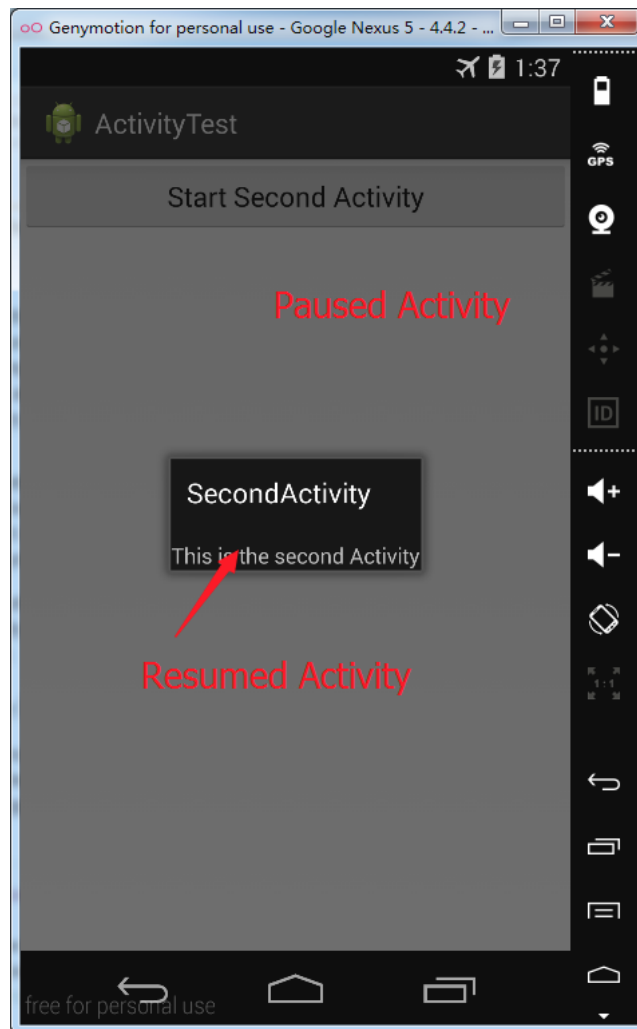 Genymotion for personal use - Google Nexus 5 - 4.4.2 - ...
1:37
ActivityTest
GPS
Start Second Activity
Paused Activity
ID
SecondActivity
This is the second Activity
Resumed Activity
1:1
free for personal use